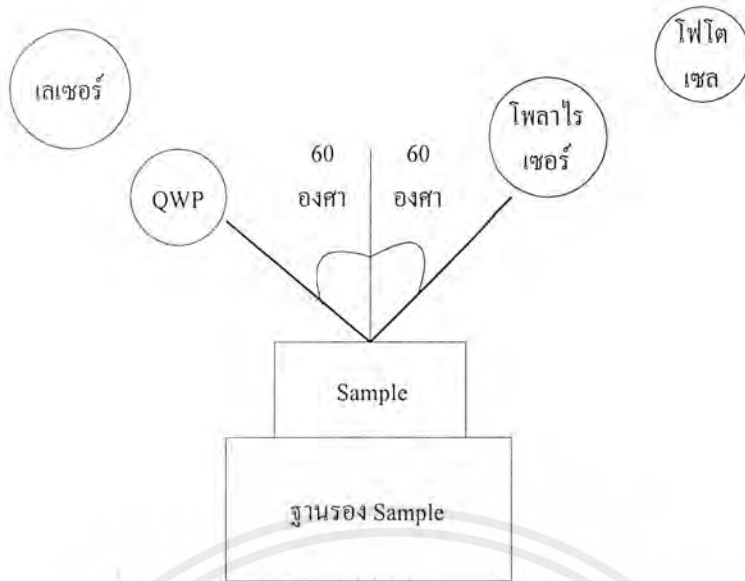 โฟโต
เซล
เลเซอร์
โพลาไร
เซอร์
60
องศา
60
องศา
QWP
Sample
ฐานรอง Sample